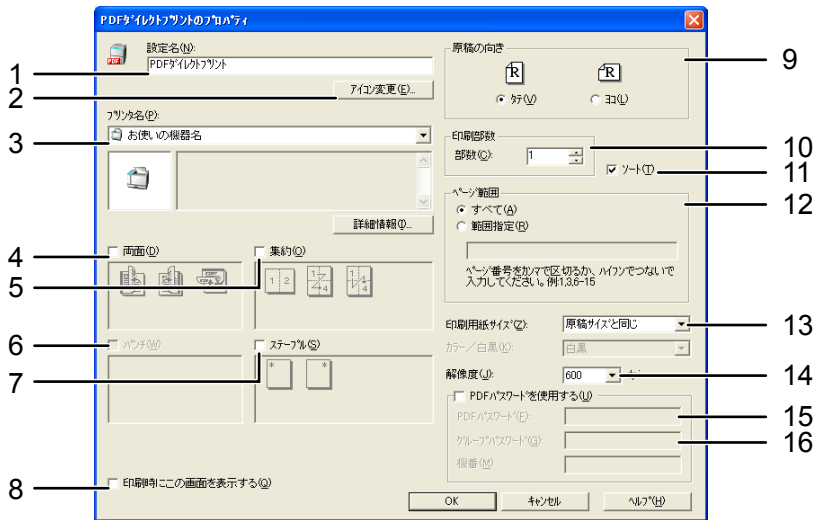 PDFﾀﾞｲﾚｸﾄﾌﾟﾘﾝﾄのﾌﾟﾛﾊﾟﾃｨ
設定名(N):
PDFﾀﾞｲﾚｸﾄﾌﾟﾘﾝﾄ
1
ｱｲｺﾝ変更(E)...
2
ﾌﾟﾘﾝﾀ名(P):
お使いの機器名
3
詳細情報(I)...
両面(D)
集約(O)
4
5
1 2
1 2 3 4
1 2 3 4
ﾊﾟﾝﾁ(W)
ｽﾃｰﾌﾟﾙ(S)
6
7
印刷時にこの画面を表示する(Q)
8
原稿の向き
R
R
ﾀﾃ(V)
ﾖｺ(L)
9
印刷部数
部数(C):
1
10
ｿｰﾄ(T)
11
ﾍﾟｰｼﾞ範囲
12
すべて(A)
範囲指定(R)
ﾍﾟｰｼﾞ番号をｶﾝﾏで区切るか、ﾊｲﾌﾝでつないで
入力してください。例:1,3,6-15
印刷用紙ｻｲｽﾞ(Z):
原稿ｻｲｽﾞと同じ
13
ｶﾗｰ／白黒(K):
白黒
解像度(J):
600
14
PDFﾊﾟｽﾜｰﾄﾞを使用する(U)
PDFﾊﾟｽﾜｰﾄﾞ(F):
15
ｸﾞﾙｰﾌﾟﾊﾟｽﾜｰﾄﾞ(G):
16
機番(M)
OK
ｷｬﾝｾﾙ
ﾍﾙﾌﾟ(H)